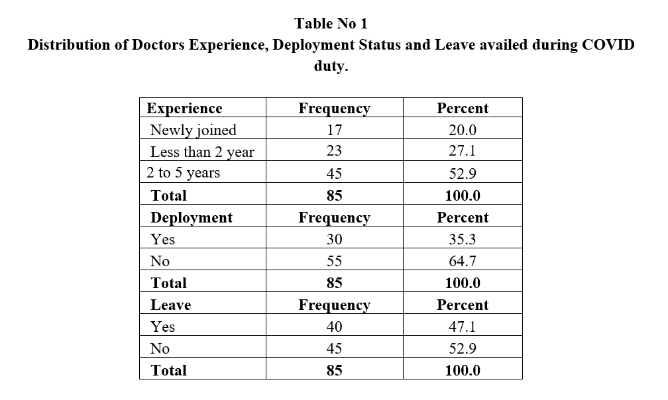 Table No 1
Distribution of Doctors Experience, Deployment Status and Leave availed during COVID
duty.
Experience Frequency Percent
Newly joined 17 20.0
Less than 2 year 23 27.1
2 to 5 years 45 52.9
Total 85 100.0
Deployment Frequency Percent
Yes 30 35.3
No 55 64.7
Total 85 100.0
Leave Frequency Percent
Yes 40 47.1
No 45 52.9
Total 85 100.0